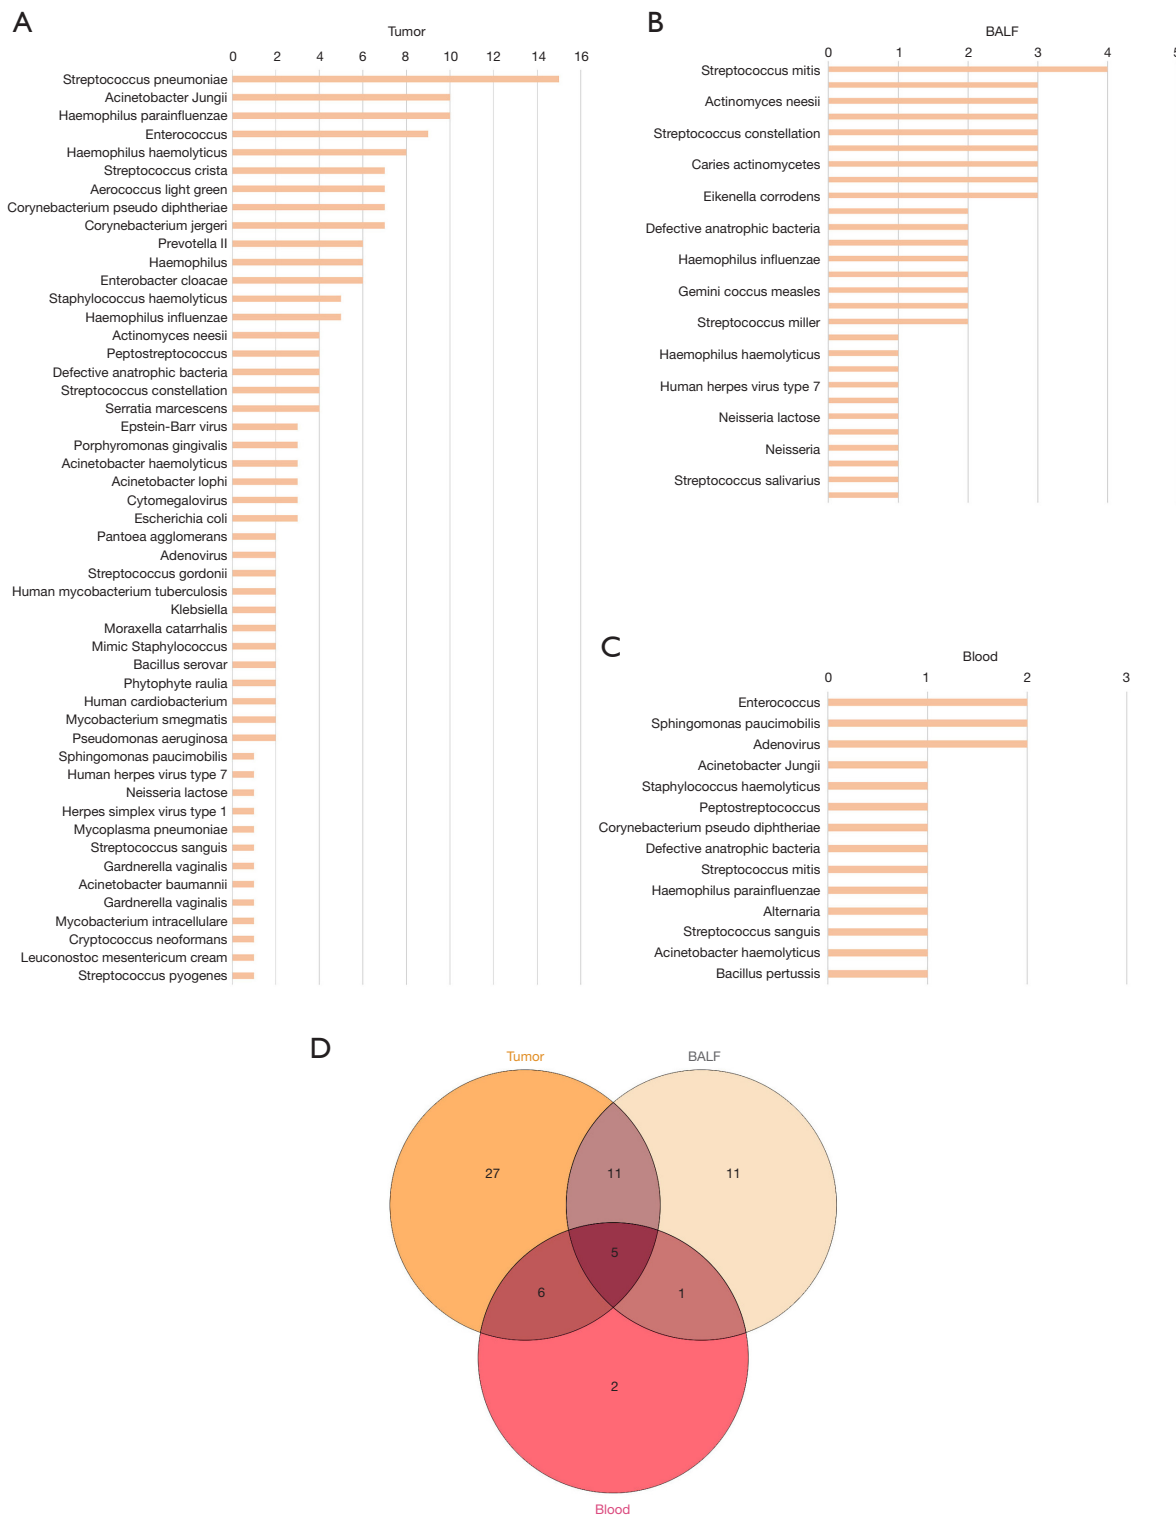 A
Tumor
0 2 4 6 8 10 12 14 16
Streptococcus pneumoniae
Acinetobacter Jungii
Haemophilus parainfluenzae
Enterococcus
Haemophilus haemolyticus
Streptococcus crista
Aerococcus light green
Corynebacterium pseudo diphtheriae
Corynebacterium jergeri
Prevotella II
Haemophilus
Enterobacter cloacae
Staphylococcus haemolyticus
Haemophilus influenzae
Actinomyces neesii
Peptostreptococcus
Defective anatrophic bacteria
Streptococcus constellation
Serratia marcescens
Epstein-Barr virus
Porphyromonas gingivalis
Acinetobacter haemolyticus
Acinetobacter lophi
Cytomegalovirus
Escherichia coli
Pantoea agglomerans
Adenovirus
Streptococcus gordonii
Human mycobacterium tuberculosis
Klebsiella
Moraxella catarrhalis
Mimic Staphylococcus
Bacillus serovar
Phytophyte raulia
Human cardiobacterium
Mycobacterium smegmatis
Pseudomonas aeruginosa
Sphingomonas paucimobilis
Human herpes virus type 7
Neisseria lactose
Herpes simplex virus type 1
Mycoplasma pneumoniae
Streptococcus sanguis
Gardnerella vaginalis
Acinetobacter baumannii
Gardnerella vaginalis
Mycobacterium intracellulare
Cryptococcus neoformans
Leuconostoc mesentericum cream
Streptococcus pyogenes
B
BALF
0 1 2 3 4 5
Streptococcus mitis
Actinomyces neesii
Streptococcus constellation
Caries actinomycetes
Eikenella corrodens
Defective anatrophic bacteria
Haemophilus influenzae
Gemini coccus measles
Streptococcus miller
Haemophilus haemolyticus
Human herpes virus type 7
Neisseria lactose
Neisseria
Streptococcus salivarius
C
Blood
0 1 2 3
Enterococcus
Sphingomonas paucimobilis
Adenovirus
Acinetobacter Jungii
Staphylococcus haemolyticus
Peptostreptococcus
Corynebacterium pseudo diphtheriae
Defective anatrophic bacteria
Streptococcus mitis
Haemophilus parainfluenzae
Alternaria
Streptococcus sanguis
Acinetobacter haemolyticus
Bacillus pertussis
D
Tumor
BALF
27
11
11
5
6
1
2
Blood